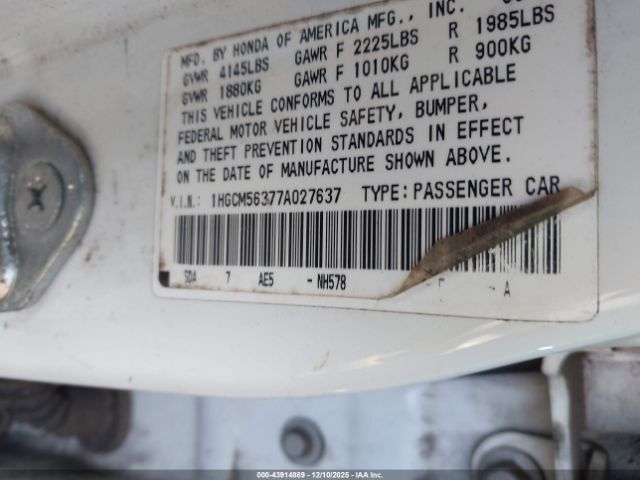 MFD. BY HONDA OF AMERICA MFG., INC.
GVWR 4145LBS GAWR F 2225LBS R 1985LBS
GVWR 1880KG GAWR F 1010KG R 900KG
THIS VEHICLE CONFORMS TO ALL APPLICABLE
FEDERAL MOTOR VEHICLE SAFETY, BUMPER,
AND THEFT PREVENTION STANDARDS IN EFFECT
ON THE DATE OF MANUFACTURE SHOWN ABOVE.
V.I.N.: 1HGCM56377A027637 TYPE:PASSENGER CAR
SDA 7 AE5 -NH578 -A
000-43914889 • 12/10/2025 • IAA Inc.